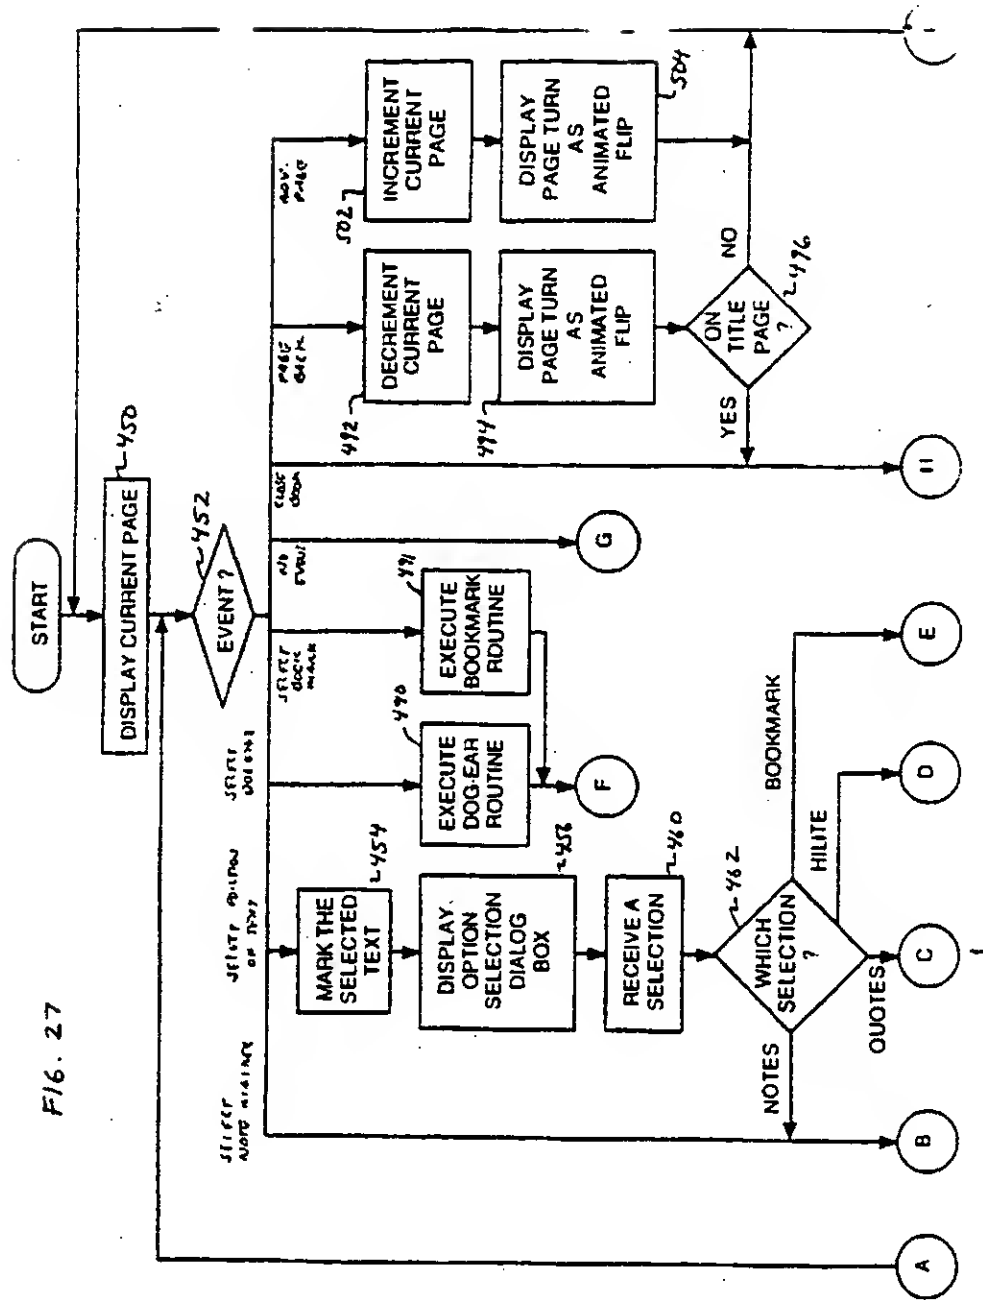 FIG. 27
START
DISPLAY CURRENT PAGE
450
EVENT ?
452
SELECT
NOTE
SELECT PORTION
OF TEXT
SELECT
SELECT
BOOK
MARK
NO
EVENT
CLOSE
BOOK
PAGE
BACK
ADV.
PAGE
MARK THE
SELECTED
TEXT
454
DISPLAY
OPTION
SELECTION
DIALOG
BOX
458
RECEIVE A
SELECTION
460
WHICH
SELECTION
?
462
NOTES
QUOTES
HILITE
BOOKMARK
EXECUTE
DOG-EAR
ROUTINE
490
EXECUTE
BOOKMARK
ROUTINE
491
DECREMENT
CURRENT
PAGE
492
DISPLAY
PAGE TURN
AS
ANIMATED
FLIP
494
ON
TITLE
PAGE
?
496
YES
NO
INCREMENT
CURRENT
PAGE
502
DISPLAY
PAGE TURN
AS
ANIMATED
FLIP
504
A
B
C
D
E
F
G
H